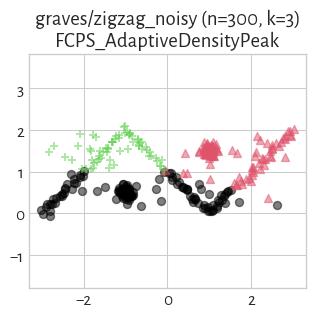 graves/zigzag_noisy (n=300, k=3)
FCPS_AdaptiveDensityPeak
3
2
1
0
−1
−2 0 2